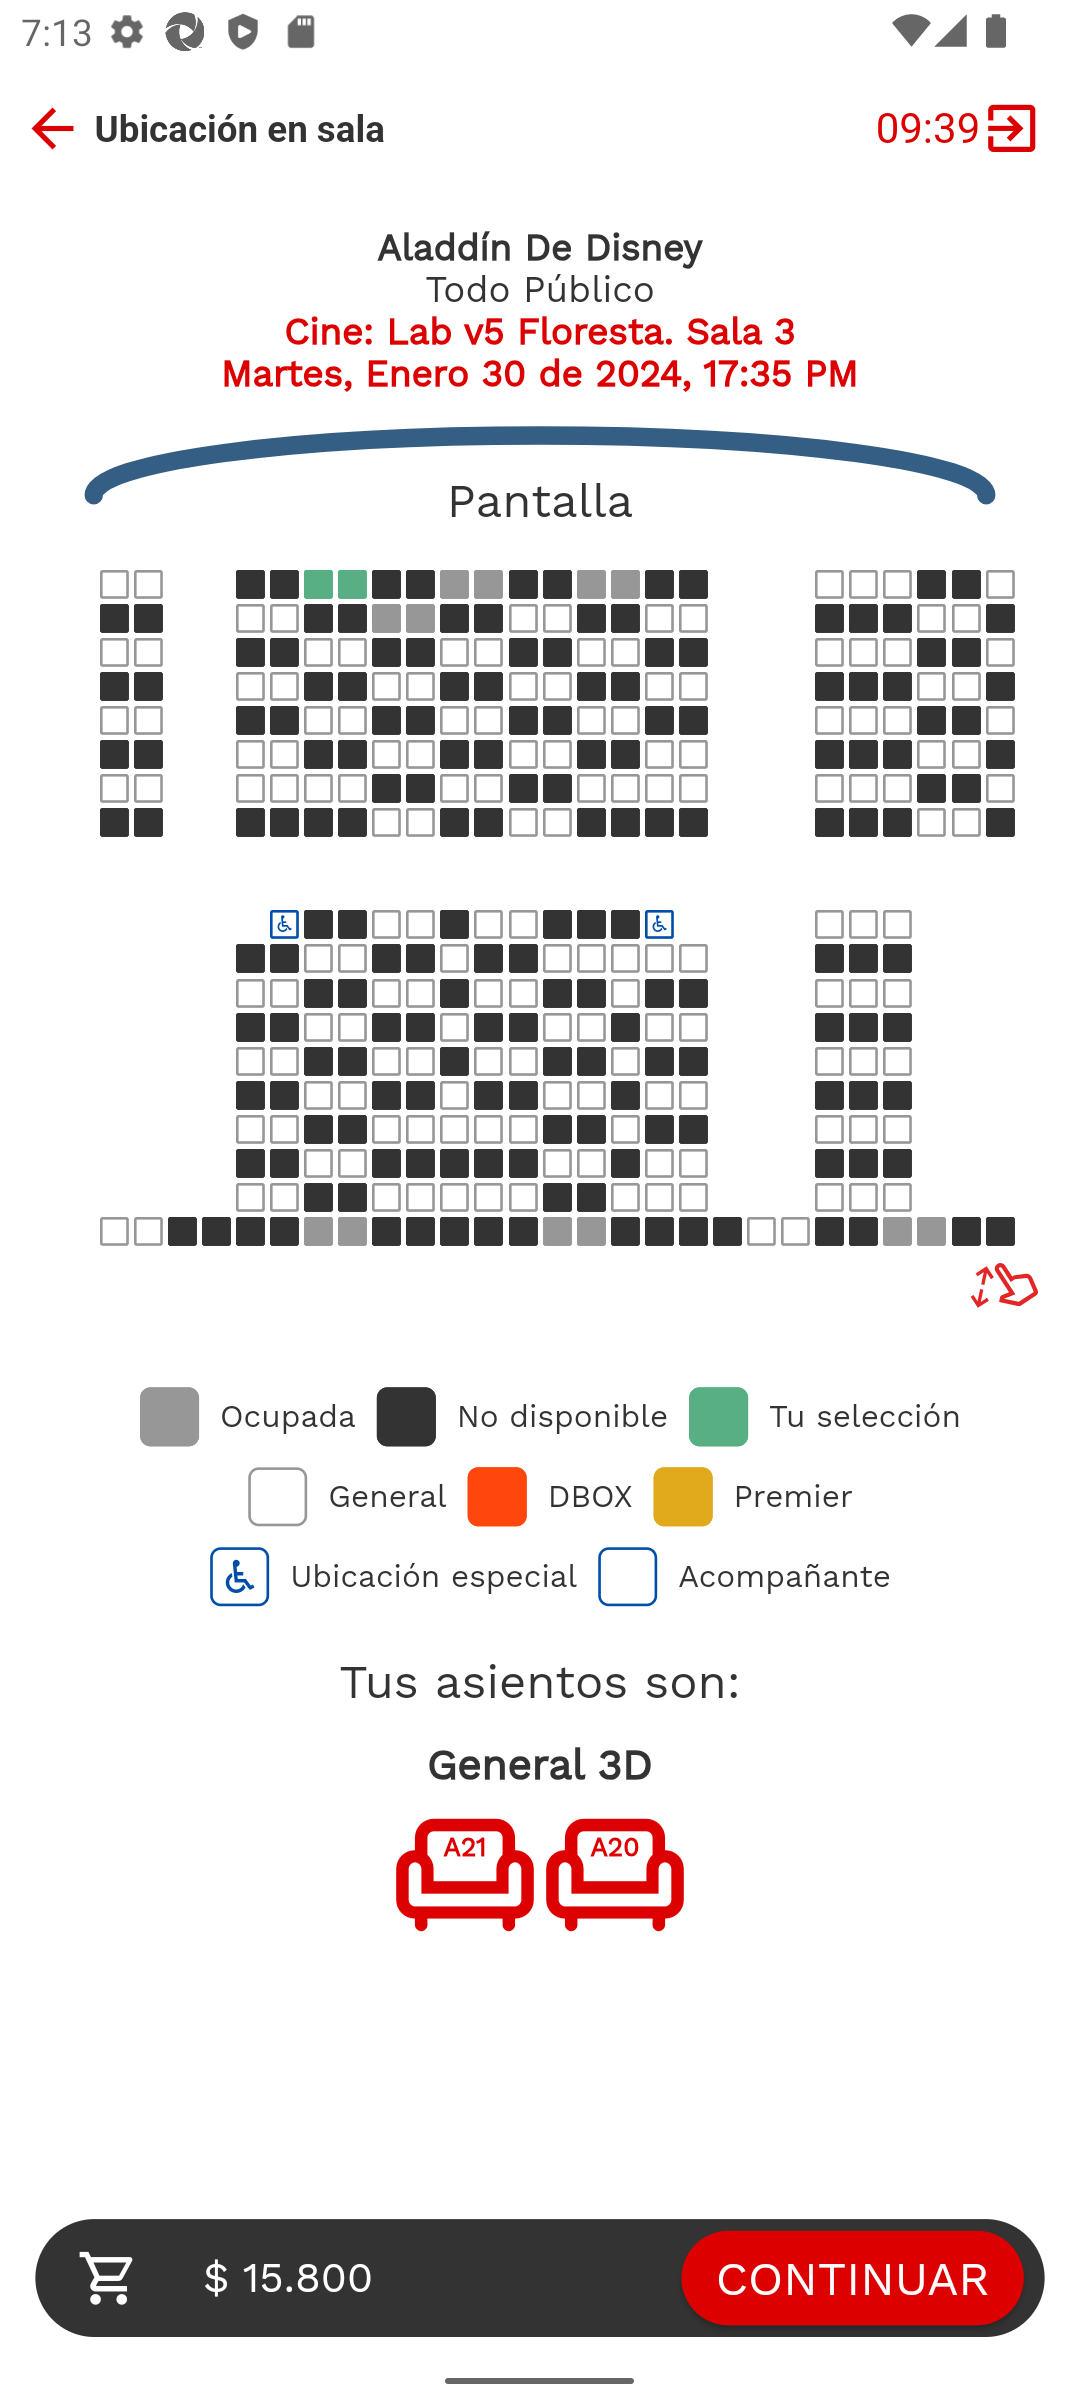 7:13
Ubicación en sala
09:39
Aladdín De Disney
Todo Público
Cine: Lab v5 Floresta. Sala 3
Martes, Enero 30 de 2024, 17:35 PM
Pantalla
Ocupada No disponible Tu selección
General DBOX Premier
Ubicación especial Acompañante
Tus asientos son:
General 3D
A21 A20
$ 15.800 CONTINUAR